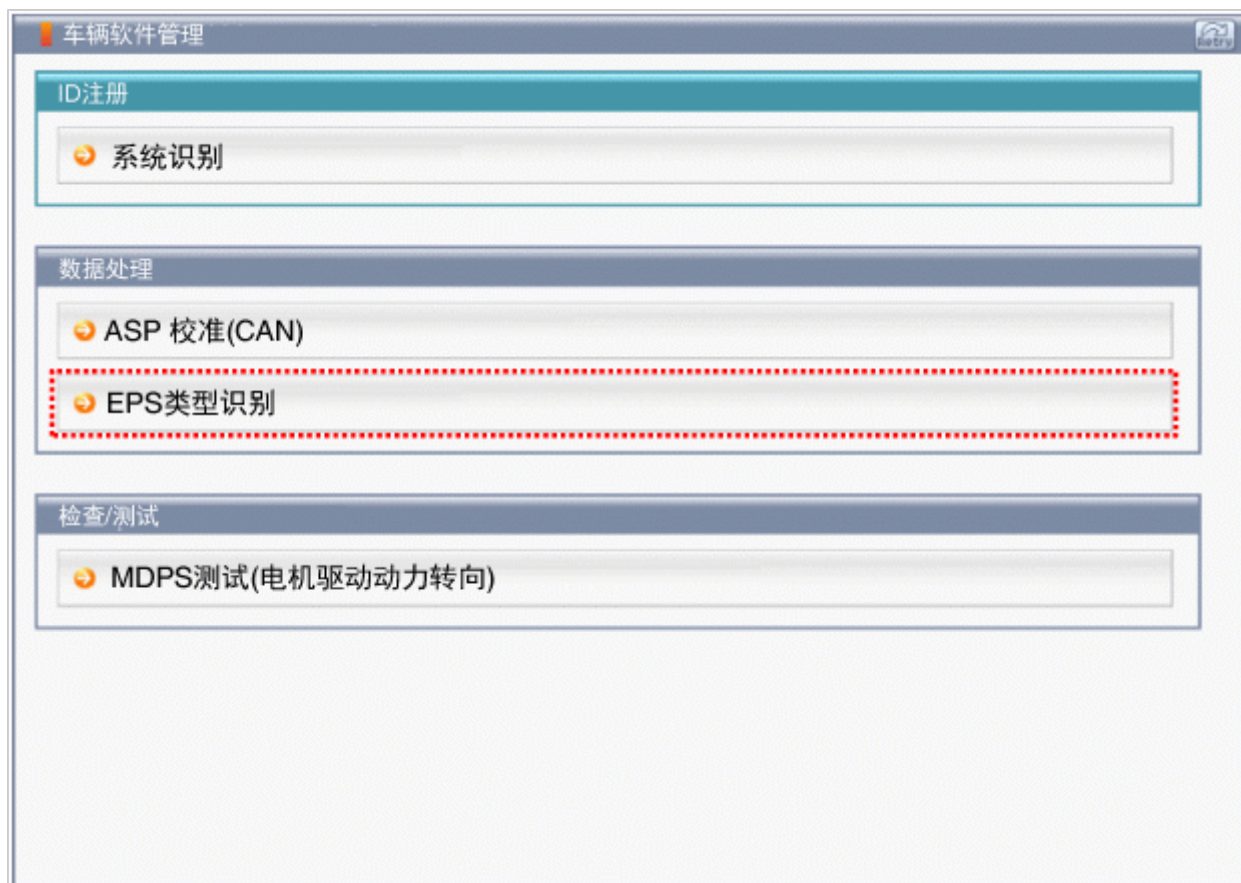 车辆软件管理
Retry
ID注册
系统识别
数据处理
ASP 校准(CAN)
EPS类型识别
检查/测试
MDPS测试(电机驱动动力转向)